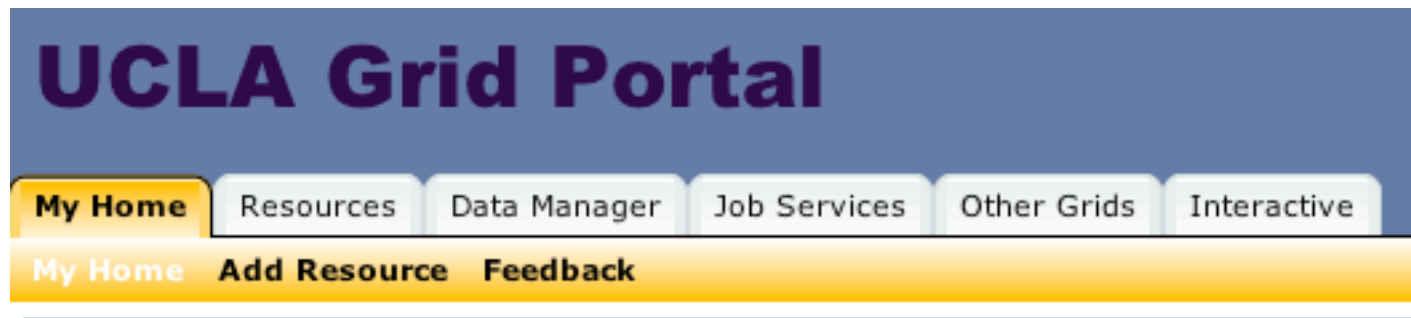 UCLA Grid Portal
My Home Resources Data Manager Job Services Other Grids Interactive
My Home Add Resource Feedback